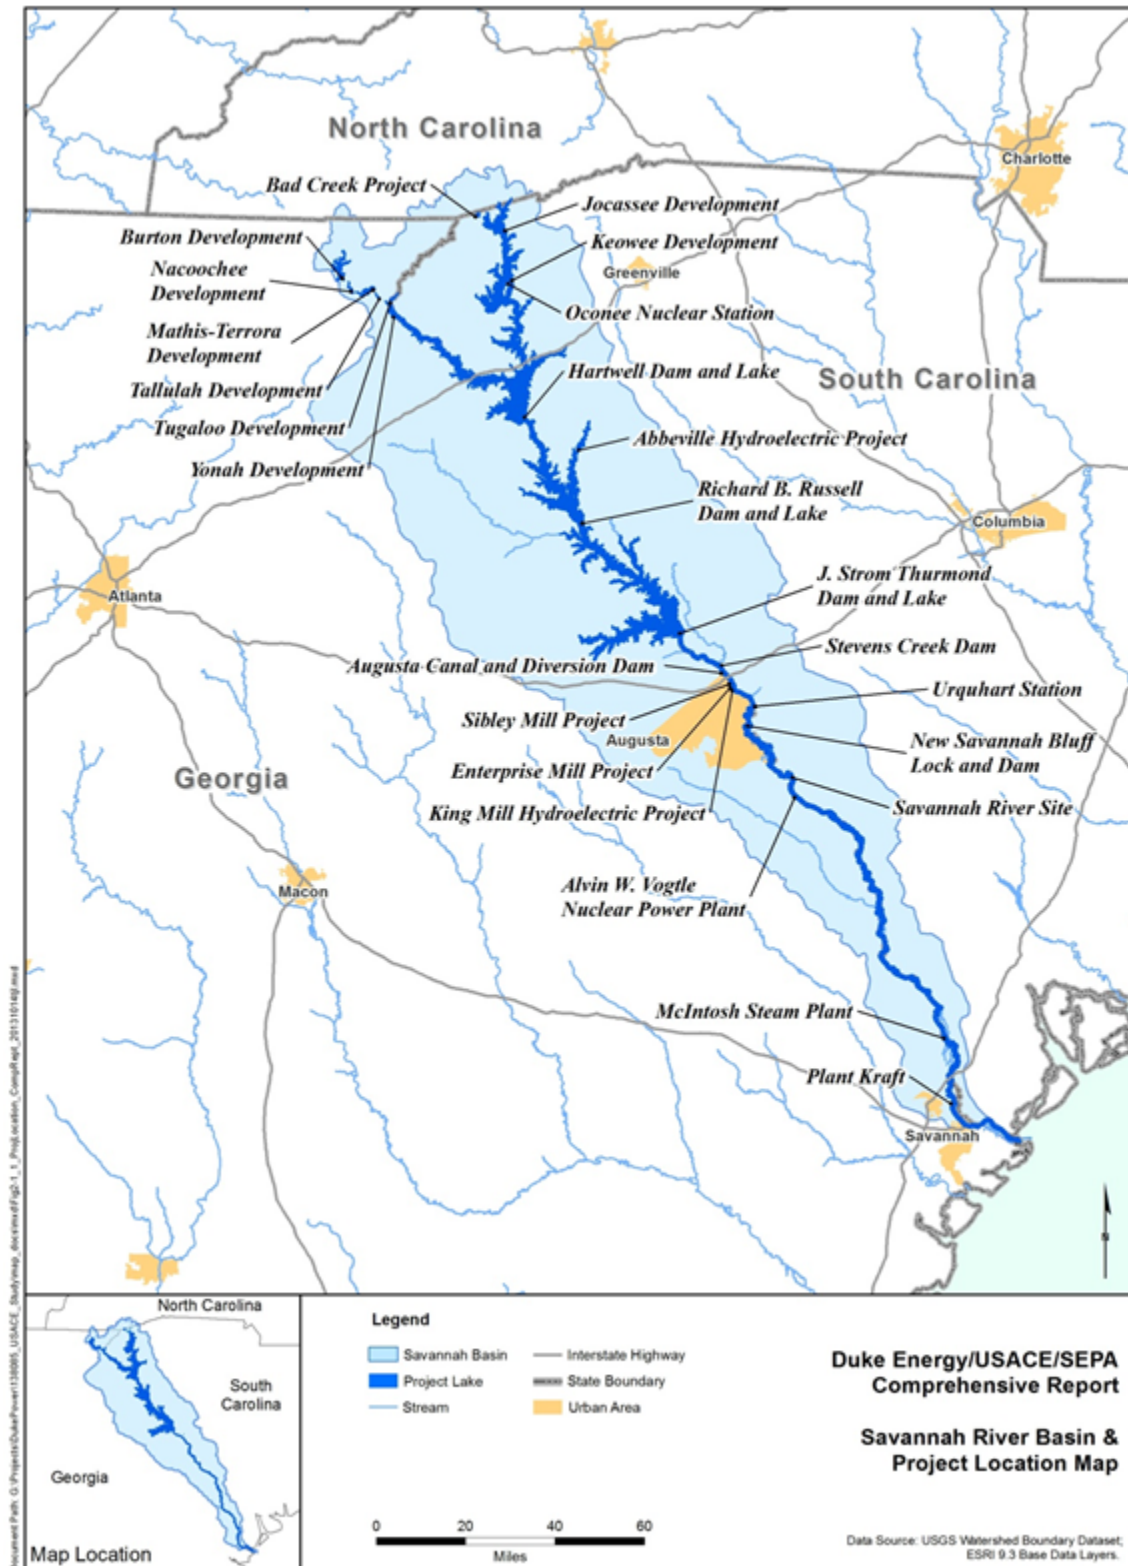 North Carolina
Charlotte
Bad Creek Project
Jocassee Development
Burton Development
Keowee Development
Nacoochee
Development
Greenville
Oconee Nuclear Station
Mathis-Terrora
Development
Hartwell Dam and Lake
South Carolina
Tallulah Development
Tugaloo Development
Abbeville Hydroelectric Project
Yonah Development
Richard B. Russell
Dam and Lake
Columbia
J. Strom Thurmond
Dam and Lake
Atlanta
Stevens Creek Dam
Augusta Canal and Diversion Dam
Urquhart Station
Sibley Mill Project
Augusta
New Savannah Bluff
Lock and Dam
Enterprise Mill Project
Georgia
Savannah River Site
King Mill Hydroelectric Project
Macon
Alvin W. Vogtle
Nuclear Power Plant
McIntosh Steam Plant
Plant Kraft
Savannah
N
North Carolina
South
Carolina
Georgia
Map Location
Legend
Savannah Basin
Project Lake
Stream
Interstate Highway
State Boundary
Urban Area
0 20 40 60
Miles
Duke Energy/USACE/SEPA
Comprehensive Report
Savannah River Basin &
Project Location Map
Data Source: USGS Watershed Boundary Dataset;
ESRI 9.3 Base Data Layers.